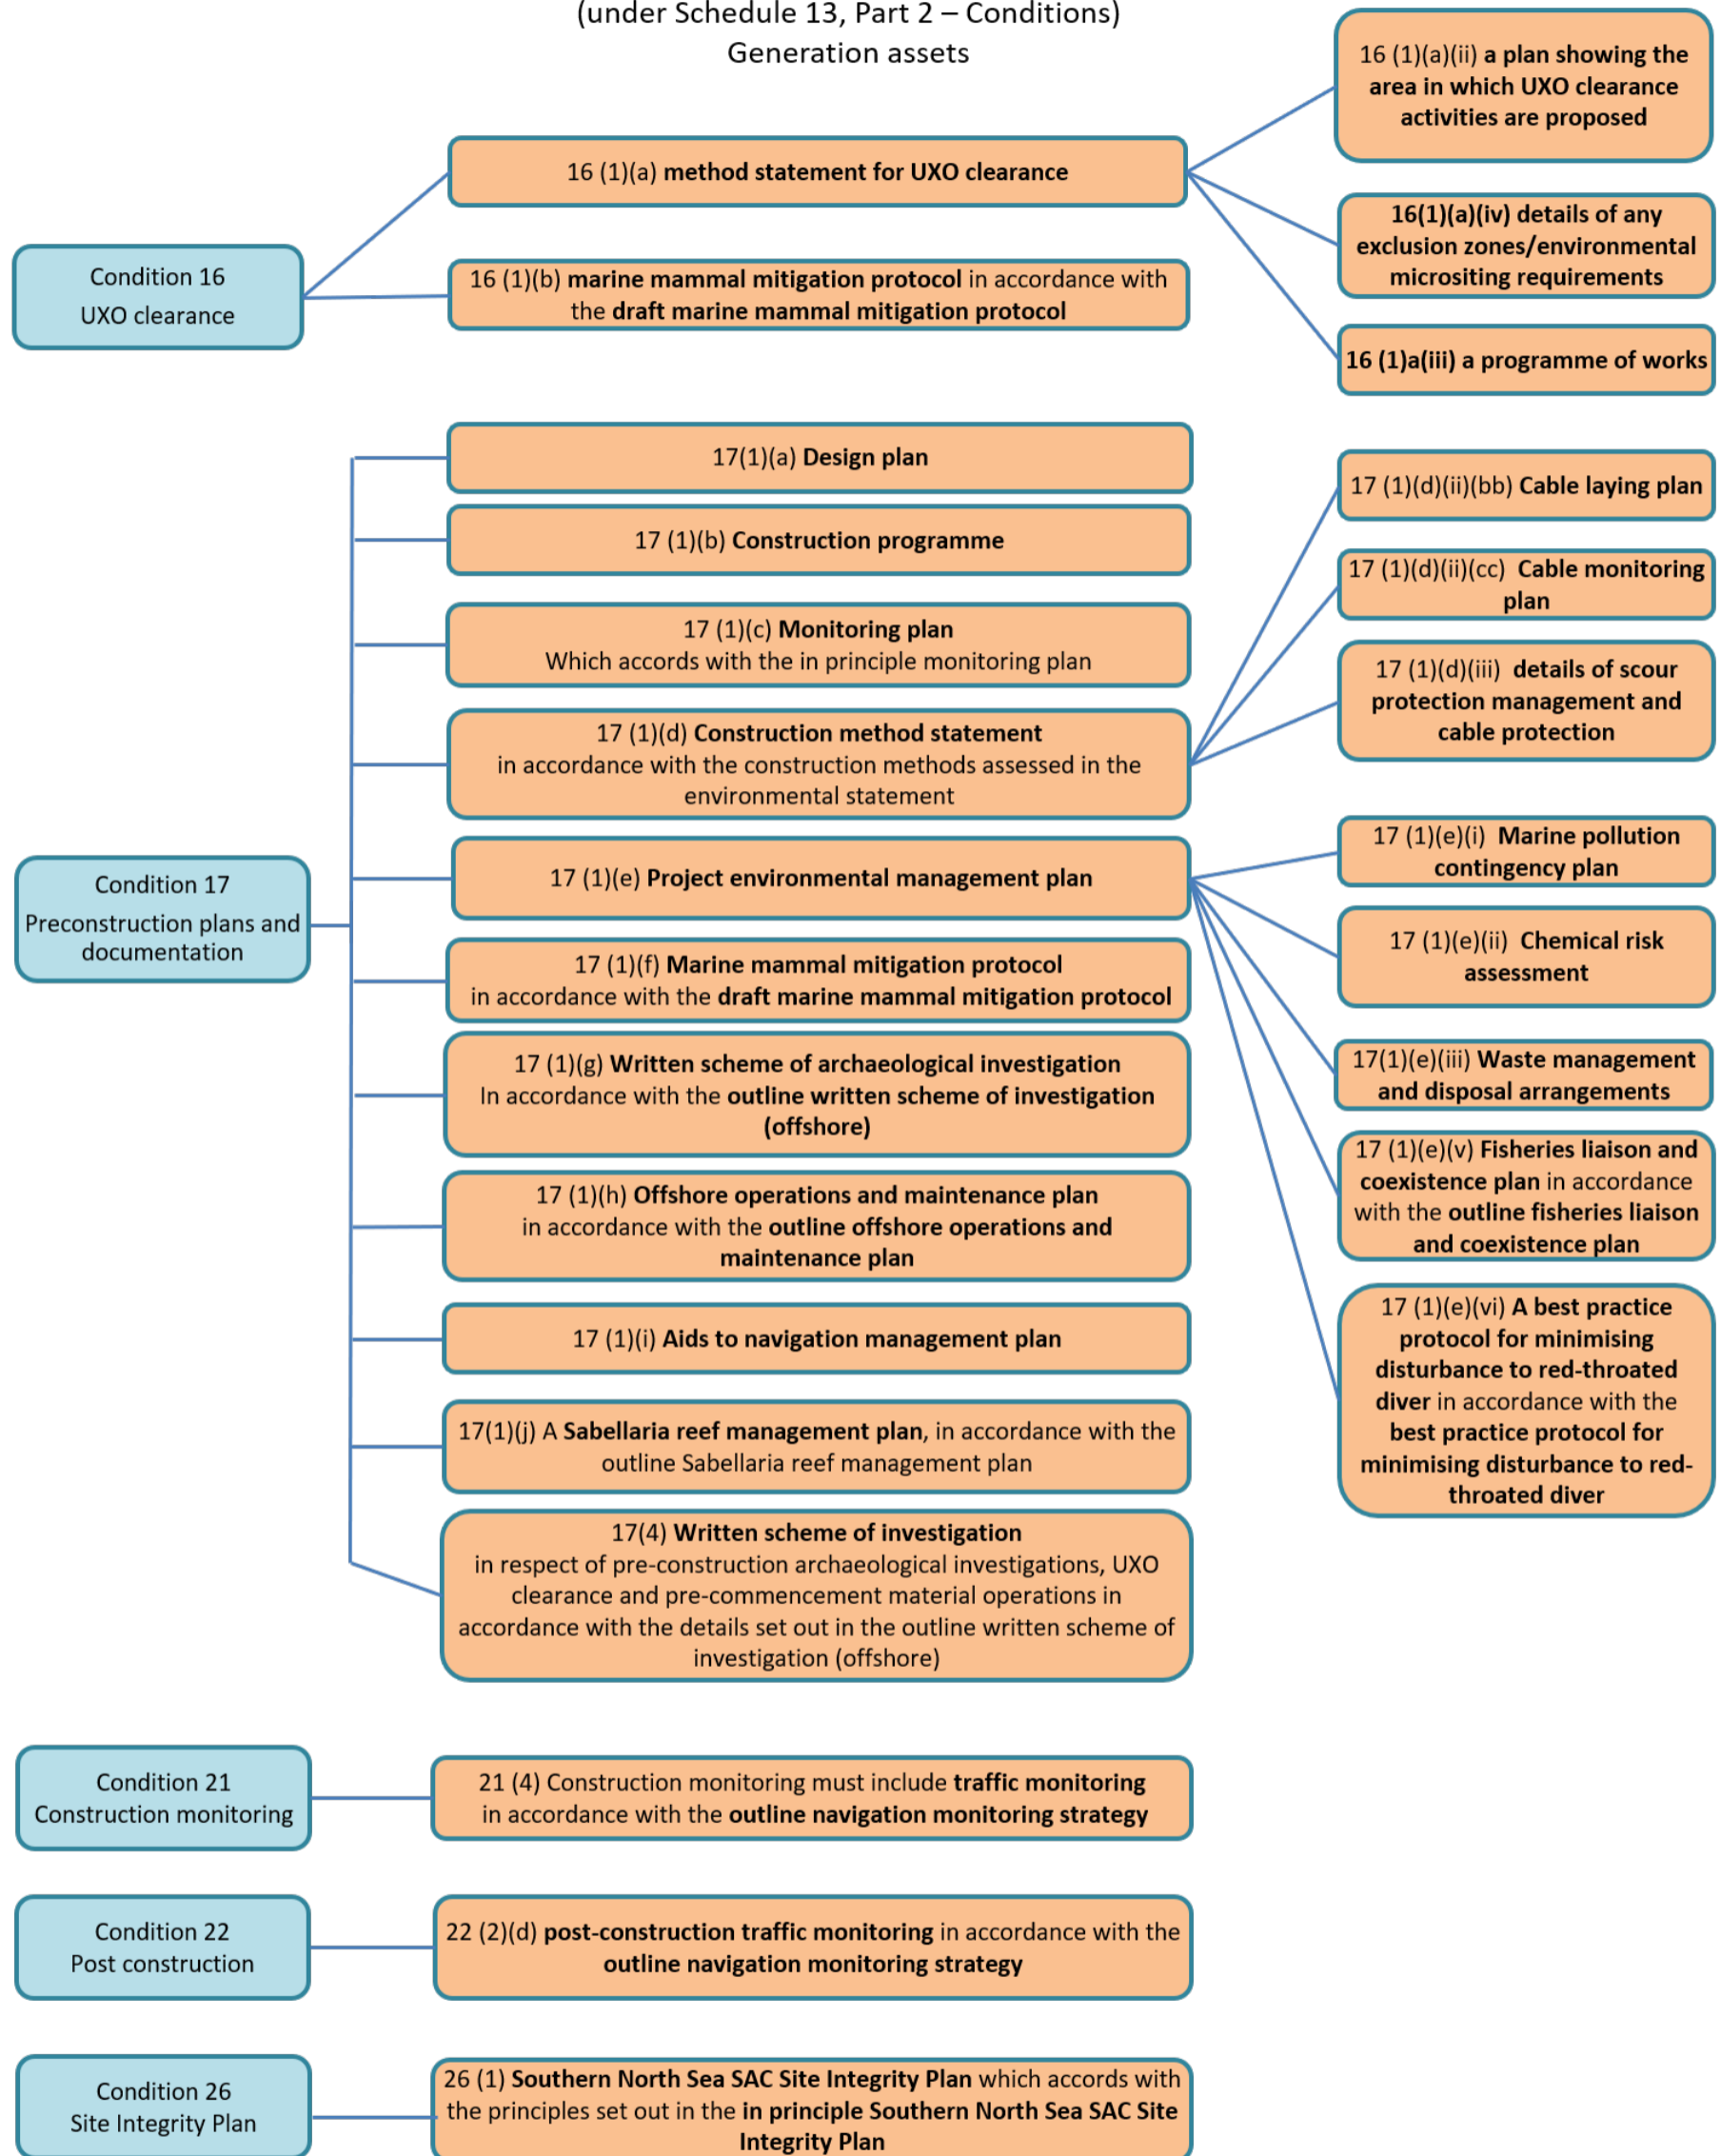 (under Schedule 13, Part 2 – Conditions)
Generation assets
Condition 16
UXO clearance
16 (1)(a) method statement for UXO clearance
16 (1)(b) marine mammal mitigation protocol in accordance with
the draft marine mammal mitigation protocol
16 (1)(a)(ii) a plan showing the
area in which UXO clearance
activities are proposed
16(1)(a)(iv) details of any
exclusion zones/environmental
micrositing requirements
16 (1)a(iii) a programme of works
Condition 17
Preconstruction plans and
documentation
17(1)(a) Design plan
17 (1)(b) Construction programme
17 (1)(c) Monitoring plan
Which accords with the in principle monitoring plan
17 (1)(d) Construction method statement
in accordance with the construction methods assessed in the
environmental statement
17 (1)(d)(ii)(bb) Cable laying plan
17 (1)(d)(ii)(cc) Cable monitoring
plan
17 (1)(d)(iii) details of scour
protection management and
cable protection
17 (1)(e) Project environmental management plan
17 (1)(e)(i) Marine pollution
contingency plan
17 (1)(e)(ii) Chemical risk
assessment
17(1)(e)(iii) Waste management
and disposal arrangements
17 (1)(e)(v) Fisheries liaison and
coexistence plan in accordance
with the outline fisheries liaison
and coexistence plan
17 (1)(e)(vi) A best practice
protocol for minimising
disturbance to red-throated
diver in accordance with the
best practice protocol for
minimising disturbance to red-
throated diver
17 (1)(f) Marine mammal mitigation protocol
in accordance with the draft marine mammal mitigation protocol
17 (1)(g) Written scheme of archaeological investigation
In accordance with the outline written scheme of investigation
(offshore)
17 (1)(h) Offshore operations and maintenance plan
in accordance with the outline offshore operations and
maintenance plan
17 (1)(i) Aids to navigation management plan
17(1)(j) A Sabellaria reef management plan, in accordance with the
outline Sabellaria reef management plan
17(4) Written scheme of investigation
in respect of pre-construction archaeological investigations, UXO
clearance and pre-commencement material operations in
accordance with the details set out in the outline written scheme of
investigation (offshore)
Condition 21
Construction monitoring
21 (4) Construction monitoring must include traffic monitoring
in accordance with the outline navigation monitoring strategy
Condition 22
Post construction
22 (2)(d) post-construction traffic monitoring in accordance with the
outline navigation monitoring strategy
Condition 26
Site Integrity Plan
26 (1) Southern North Sea SAC Site Integrity Plan which accords with
the principles set out in the in principle Southern North Sea SAC Site
Integrity Plan